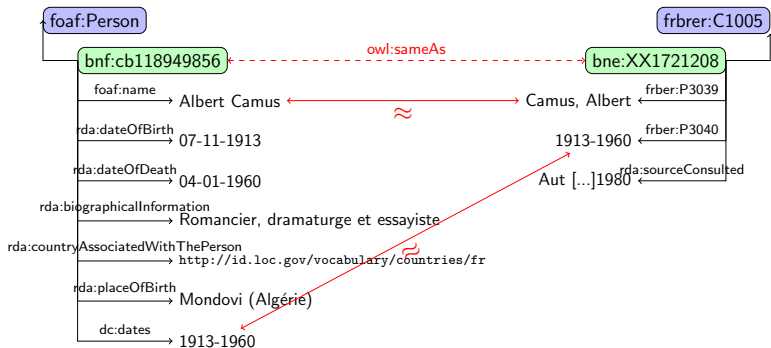 foaf:Person
frbrer:C1005
owl:sameAs
bnf:cb118949856
bne:XX1721208
foaf:name
Albert Camus
≈
Camus, Albert
frber:P3039
rda:dateOfBirth
07-11-1913
1913-1960
frber:P3040
rda:dateOfDeath
04-01-1960
Aut [...]1980
rda:sourceConsulted
rda:biographicalInformation
Romancier, dramaturge et essayiste
rda:countryAssociatedWithThePerson
http://id.loc.gov/vocabulary/countries/fr
≈
rda:placeOfBirth
Mondovi (Algérie)
dc:dates
1913-1960